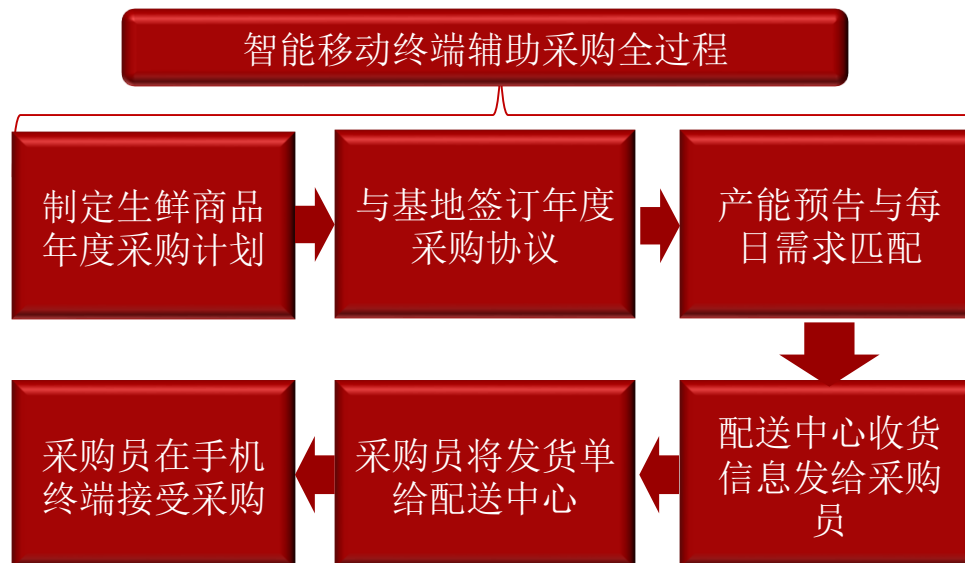 智能移动终端辅助采购全过程
制定生鲜商品
年度采购计划
与基地签订年度
采购协议
产能预告与每
日需求匹配
采购员在手机
终端接受采购
采购员将发货单
给配送中心
配送中心收货
信息发给采购
员